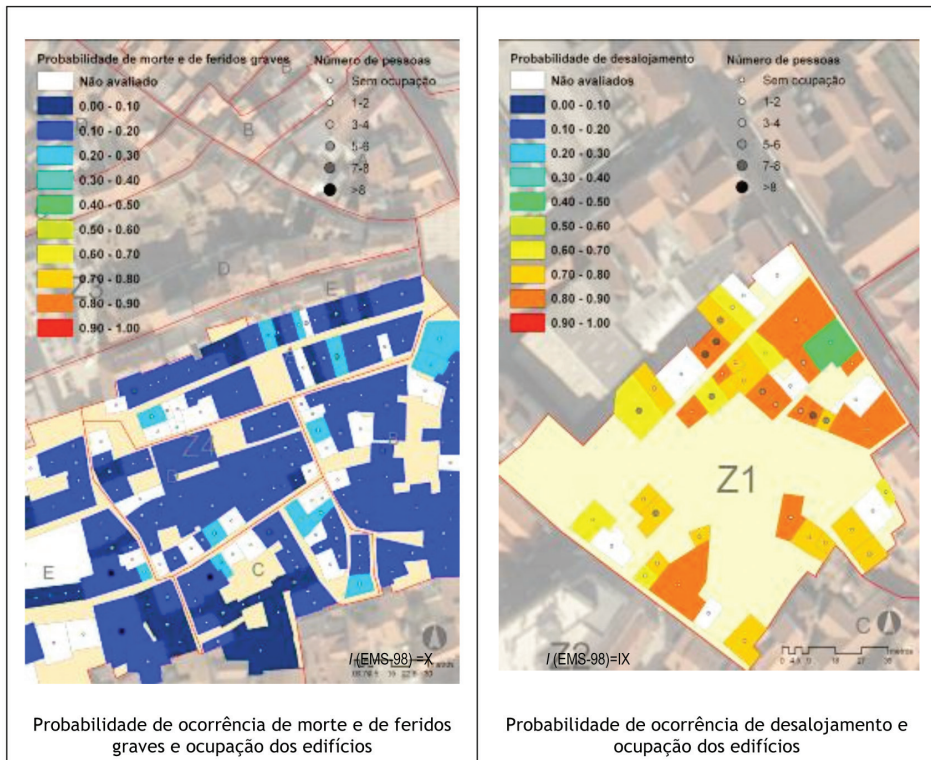 Probabilidade de morte e de feridos graves
Número de pessoas
Não avaliado
Sem ocupação
0.00 - 0.10
1-2
0.10 - 0.20
3-4
0.20 - 0.30
5-6
0.30 - 0.40
7-8
0.40 - 0.50
>8
0.50 - 0.60
0.60 - 0.70
0.70 - 0.80
0.80 - 0.90
0.90 - 1.00
B
B
D
E
Z4
B
D
E
C
I (EMS-98) =X
Probabilidade de ocorrência de morte e de feridos
graves e ocupação dos edifícios
Probabilidade de desalojamento
Número de pessoas
Não avaliados
Sem ocupação
0.00 - 0.10
1-2
0.10 - 0.20
3-4
0.20 - 0.30
5-6
0.30 - 0.40
7-8
0.40 - 0.50
>8
0.50 - 0.60
0.60 - 0.70
0.70 - 0.80
0.80 - 0.90
0.90 - 1.00
Z1
C
I (EMS-98)=IX
metros
Probabilidade de ocorrência de desalojamento e
ocupação dos edifícios